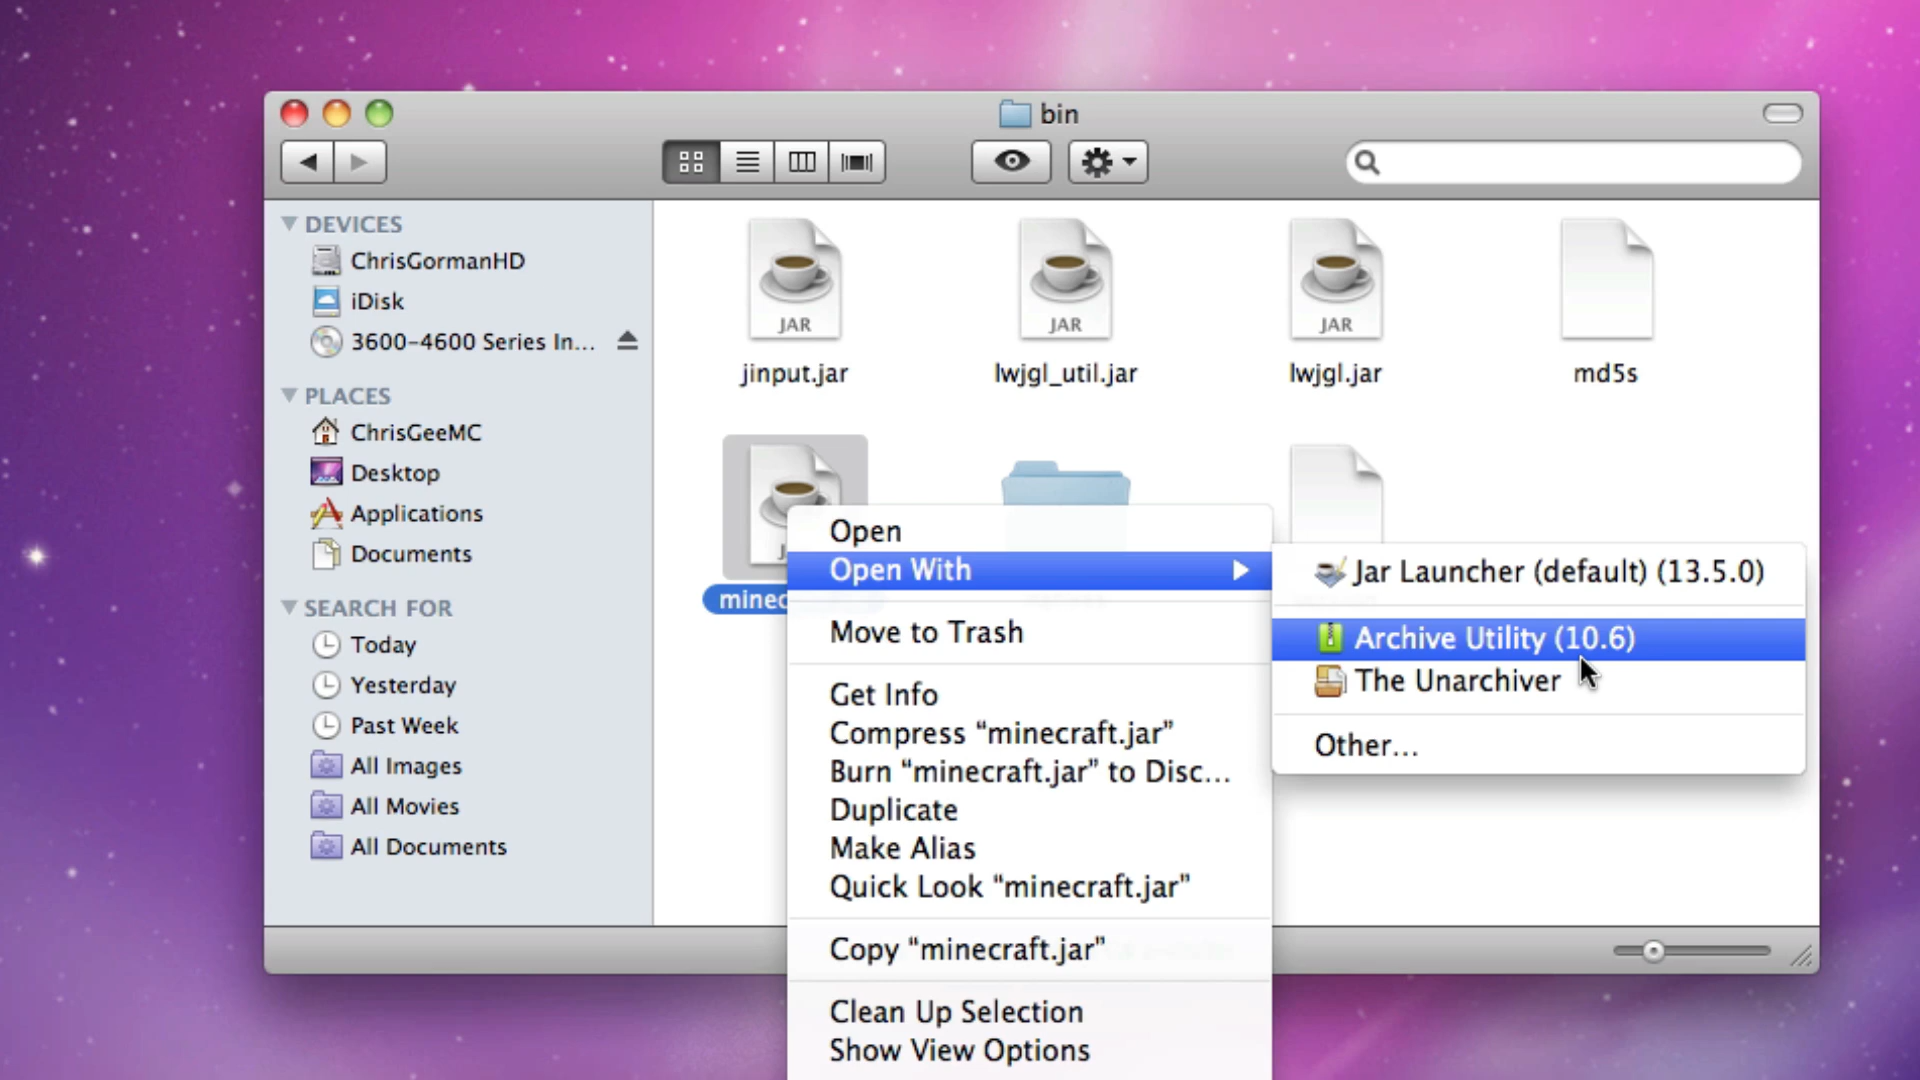 bin
DEVICES
ChrisGormanHD
iDisk
3600-4600 Series In...
PLACES
ChrisGeeMC
Desktop
Applications
Documents
SEARCH FOR
Today
Yesterday
Past Week
All Images
All Movies
All Documents
JAR
jinput.jar
JAR
lwjgl_util.jar
JAR
lwjgl.jar
md5s
J
minec
Open
Open With
Move to Trash
Get Info
Compress “minecraft.jar”
Burn “minecraft.jar” to Disc...
Duplicate
Make Alias
Quick Look “minecraft.jar”
Copy “minecraft.jar”
Clean Up Selection
Show View Options
Jar Launcher (default) (13.5.0)
Archive Utility (10.6)
The Unarchiver
Other...